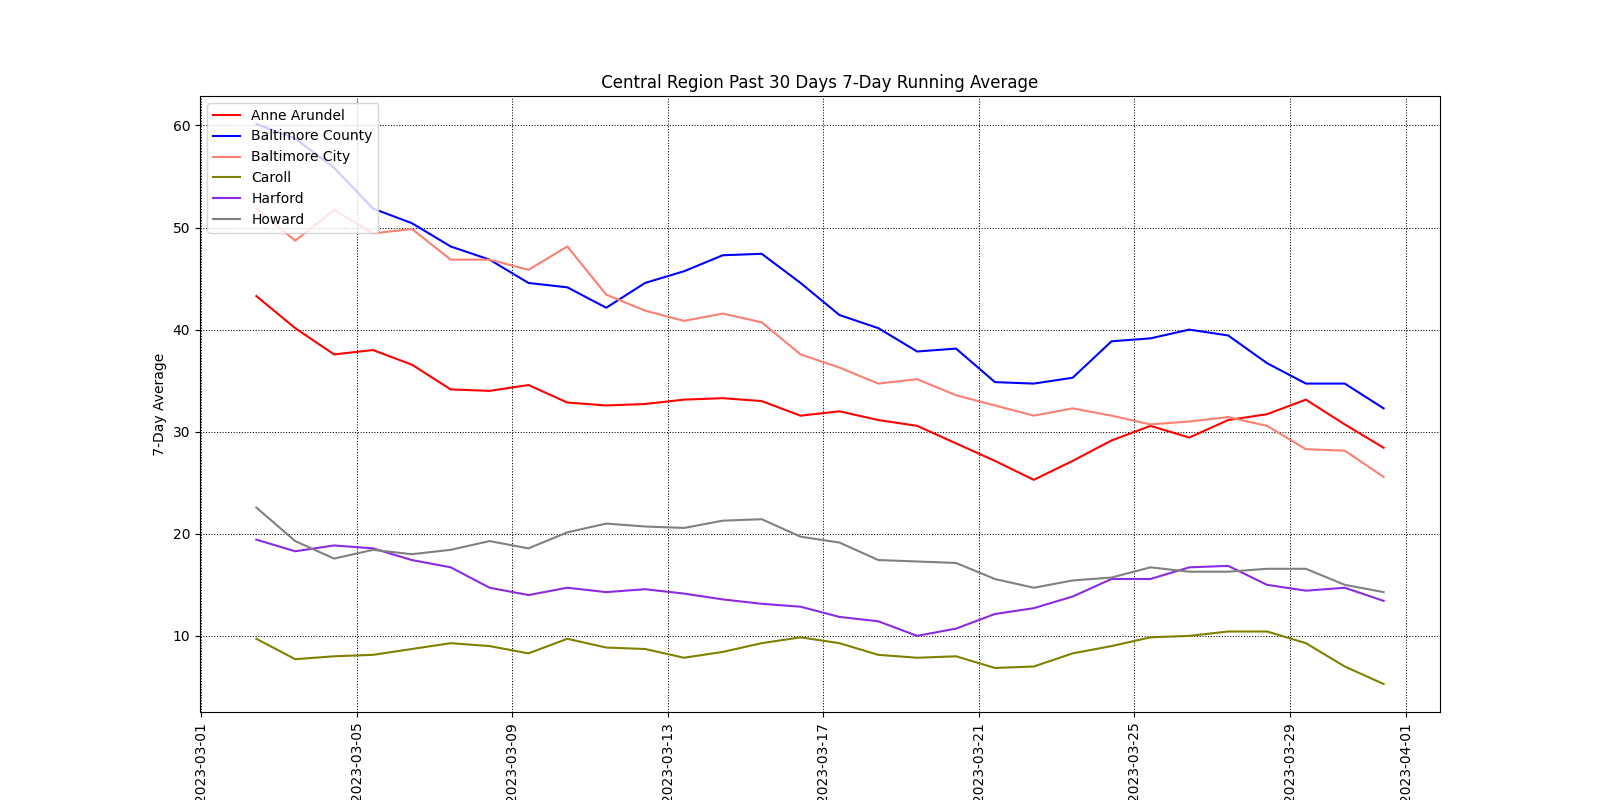 Central Region Past 30 Days 7-Day Running Average
Anne Arundel
Baltimore County
Baltimore City
Caroll
Harford
Howard
60
50
40
30
20
10
7-Day Average
2023-03-01
2023-03-05
2023-03-09
2023-03-13
2023-03-17
2023-03-21
2023-03-25
2023-03-29
2023-04-01